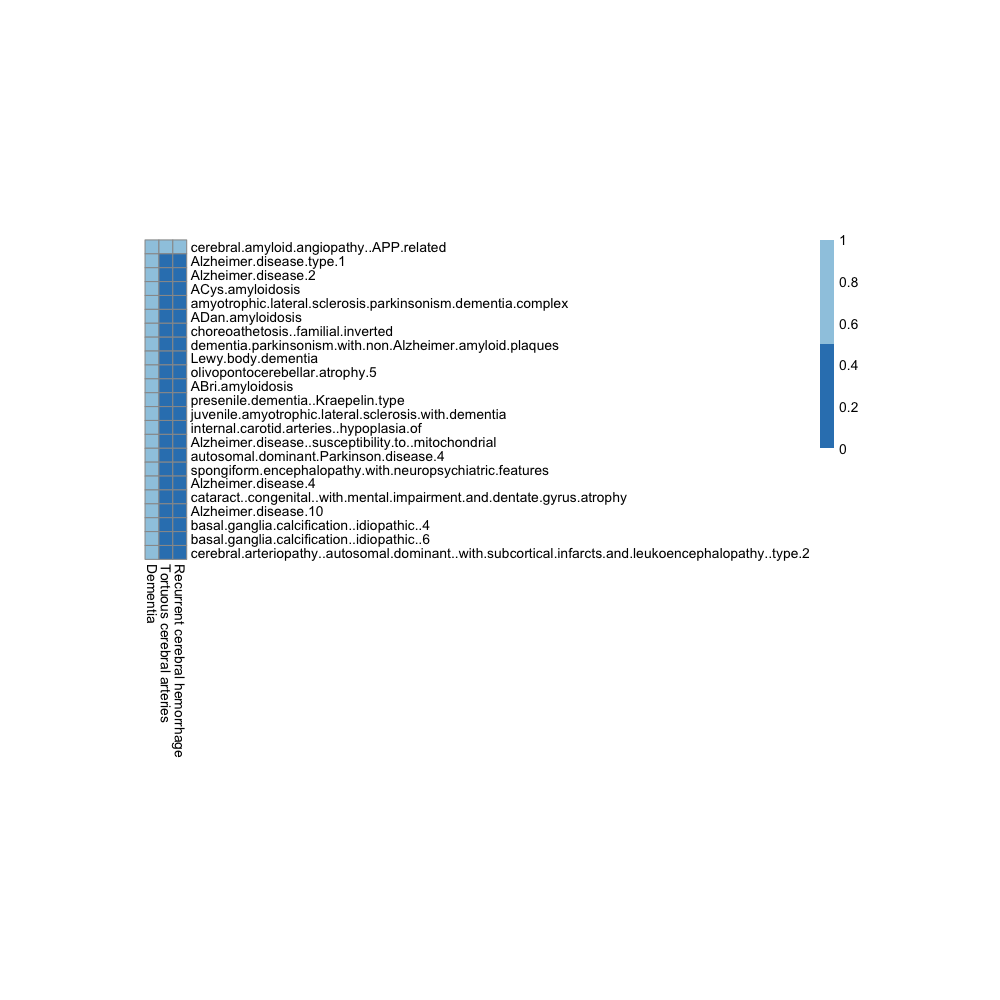 cerebral.amyloid.angiopathy..APP.related
Alzheimer.disease.type.1
Alzheimer.disease.2
ACys.amyloidosis
amyotrophic.lateral.sclerosis.parkinsonism.dementia.complex
ADan.amyloidosis
choreoathetosis..familial.inverted
dementia.parkinsonism.with.non.Alzheimer.amyloid.plaques
Lewy.body.dementia
olivopontocerebellar.atrophy.5
ABri.amyloidosis
presenile.dementia..Kraepelin.type
juvenile.amyotrophic.lateral.sclerosis.with.dementia
internal.carotid.arteries..hypoplasia.of
Alzheimer.disease..susceptibility.to..mitochondrial
autosomal.dominant.Parkinson.disease.4
spongiform.encephalopathy.with.neuropsychiatric.features
Alzheimer.disease.4
cataract..congenital..with.mental.impairment.and.dentate.gyrus.atrophy
Alzheimer.disease.10
basal.ganglia.calcification..idiopathic..4
basal.ganglia.calcification..idiopathic..6
cerebral.arteriopathy..autosomal.dominant..with.subcortical.infarcts.and.leukoencephalopathy..type.2
Dementia
Tortuous cerebral arteries
Recurrent cerebral hemorrhage
1
0.8
0.6
0.4
0.2
0